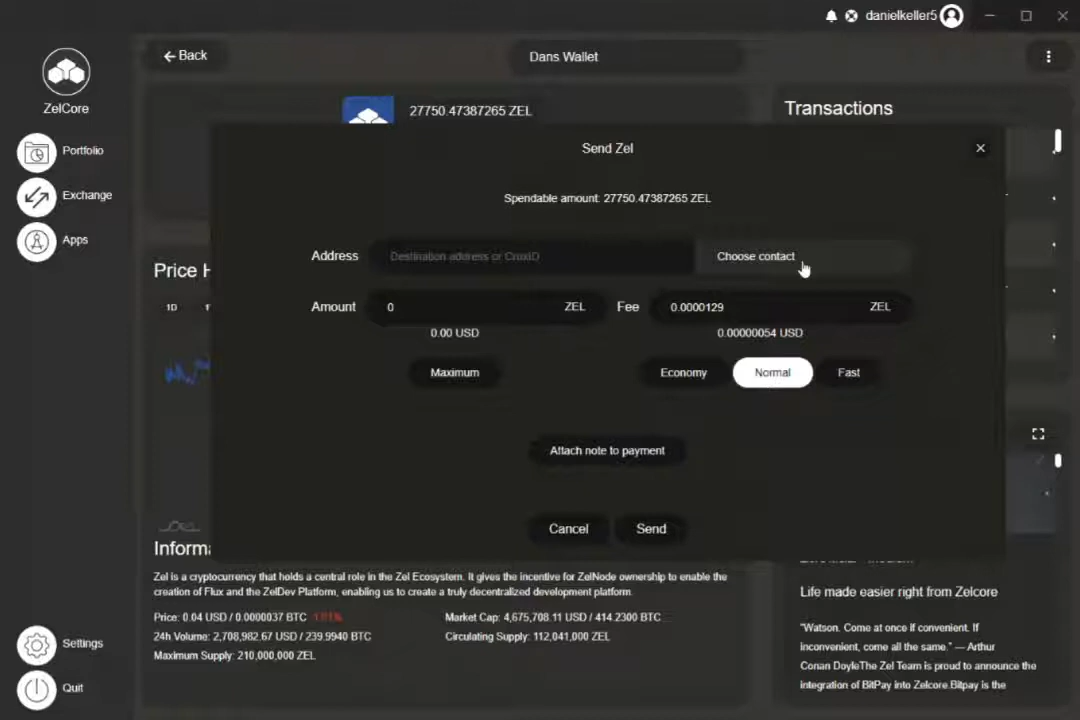 danielkeller5
ZelCore
Portfolio
Exchange
Apps
Settings
Quit
Back
Dans Wallet
27750.47387265 ZEL
Transactions
Send Zel
Spendable amount: 27750.47387265 ZEL
Address
Destination address or CruxID
Choose contact
Amount
0
ZEL
Fee
0.0000129
ZEL
0.00 USD
0.00000054 USD
Maximum
Economy
Normal
Fast
Attach note to payment
Cancel
Send
Price H
1D
Informa
Zel is a cryptocurrency that holds a central role in the Zel Ecosystem. It gives the incentive for ZelNode ownership to enable the
creation of Flux and the ZelDev Platform, enabling us to create a truly decentralized development platform.
Price: 0.04 USD / 0.0000037 BTC
Market Cap: 4,675,708.11 USD / 414.2300 BTC
24h Volume: 2,708,982.67 USD / 239.9940 BTC
Circulating Supply: 112,041,000 ZEL
Maximum Supply: 210,000,000 ZEL
Life made easier right from Zelcore
"Watson. Come at once if convenient. If
inconvenient, come all the same." — Arthur
Conan DoyleThe Zel Team is proud to announce the
integration of BitPay into Zelcore.Bitpay is the